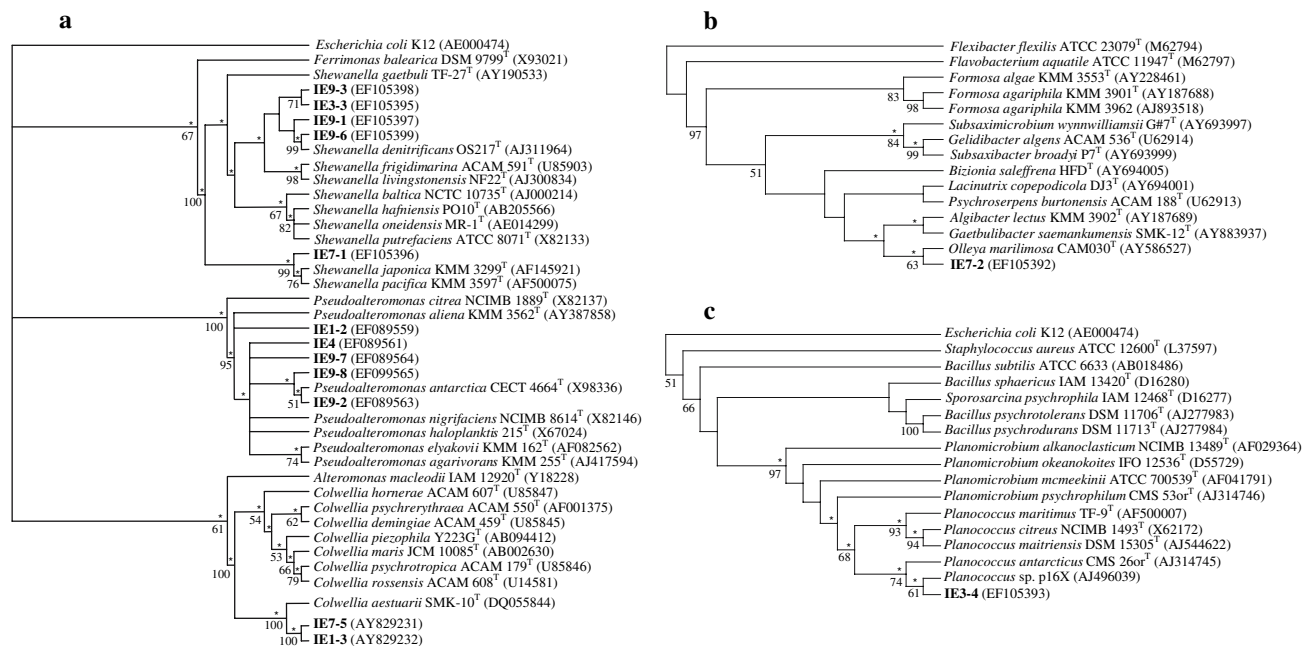 a
Escherichia coli K12 (AE000474)
Ferrimonas balearica DSM 9799T (X93021)
Shewanella gaetbuli TF-27T (AY190533)
IE9-3 (EF105398)
71
IE3-3 (EF105395)
IE9-1 (EF105397)
IE9-6 (EF105399)
99
Shewanella denitrificans OS217T (AJ311964)
67
Shewanella frigidimarina ACAM 591T (U85903)
98
Shewanella livingstonensis NF22T (AJ300834)
Shewanella baltica NCTC 10735T (AJ000214)
67
Shewanella hafniensis PO10T (AB205566)
100
82
Shewanella oneidensis MR-1T (AE014299)
Shewanella putrefaciens ATCC 8071T (X82133)
IE7-1 (EF105396)
99
Shewanella japonica KMM 3299T (AF145921)
76
Shewanella pacifica KMM 3597T (AF500075)
Pseudoalteromonas citrea NCIMB 1889T (X82137)
100
Pseudoalteromonas aliena KMM 3562T (AY387858)
IE1-2 (EF089559)
IE4 (EF089561)
95
IE9-7 (EF089564)
IE9-8 (EF099565)
Pseudoalteromonas antarctica CECT 4664T (X98336)
51
IE9-2 (EF089563)
Pseudoalteromonas nigrifaciens NCIMB 8614T (X82146)
Pseudoalteromonas haloplanktis 215T (X67024)
Pseudoalteromonas elyakovii KMM 162T (AF082562)
74
Pseudoalteromonas agarivorans KMM 255T (AJ417594)
Alteromonas macleodii IAM 12920T (Y18228)
Colwellia hornerae ACAM 607T (U85847)
Colwellia psychrerythraea ACAM 550T (AF001375)
61
54
62
Colwellia demingiae ACAM 459T (U85845)
Colwellia piezophila Y223GT (AB094412)
53
Colwellia maris JCM 10085T (AB002630)
100
66
Colwellia psychrotropica ACAM 179T (U85846)
79
Colwellia rossensis ACAM 608T (U14581)
Colwellia aestuarii SMK-10T (DQ055844)
100
IE7-5 (AY829231)
100
IE1-3 (AY829232)
b
Flexibacter flexilis ATCC 23079T (M62794)
Flavobacterium aquatile ATCC 11947T (M62797)
Formosa algae KMM 3553T (AY228461)
83
Formosa agariphila KMM 3901T (AY187688)
98
Formosa agariphila KMM 3962 (AJ893518)
97
Subsaximicrobium wynnwilliamsii G#7T (AY693997)
84
Gelidibacter algens ACAM 536T (U62914)
99
Subsaxibacter broadyi P7T (AY693999)
51
Bizionia saleffrena HFDT (AY694005)
Lacinutrix copepodicola DJ3T (AY694001)
Psychroserpens burtonensis ACAM 188T (U62913)
Algibacter lectus KMM 3902T (AY187689)
Gaetbulibacter saemankumensis SMK-12T (AY883937)
Olleya marilimosa CAM030T (AY586527)
63
IE7-2 (EF105392)
c
Escherichia coli K12 (AE000474)
Staphylococcus aureus ATCC 12600T (L37597)
51
Bacillus subtilis ATCC 6633 (AB018486)
Bacillus sphaericus IAM 13420T (D16280)
66
Sporosarcina psychrophila IAM 12468T (D16277)
Bacillus psychrotolerans DSM 11706T (AJ277983)
100
Bacillus psychrodurans DSM 11713T (AJ277984)
Planomicrobium alkanoclasticum NCIMB 13489T (AF029364)
97
Planomicrobium okeanokoites IFO 12536T (D55729)
Planomicrobium mcmeekinii ATCC 700539T (AF041791)
Planomicrobium psychrophilum CMS 53orT (AJ314746)
Planococcus maritimus TF-9T (AF500007)
93
Planococcus citreus NCIMB 1493T (X62172)
94
Planococcus maitriensis DSM 15305T (AJ544622)
68
Planococcus antarcticus CMS 26orT (AJ314745)
74
Planococcus sp. p16X (AJ496039)
61
IE3-4 (EF105393)